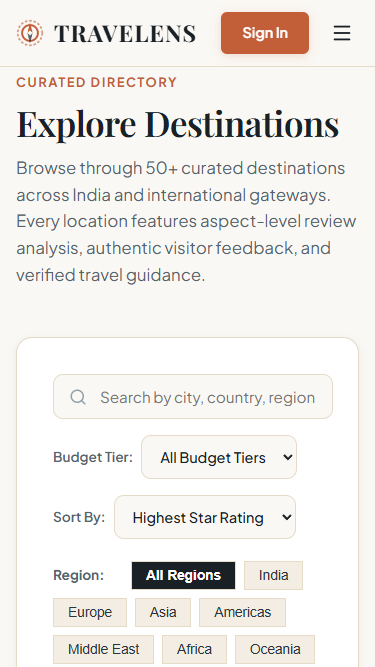 TRAVELENS
Sign In
CURATED DIRECTORY
Explore Destinations
Browse through 50+ curated destinations
across India and international gateways.
Every location features aspect-level review
analysis, authentic visitor feedback, and
verified travel guidance.
Search by city, country, region
Budget Tier: All Budget Tiers
Sort By: Highest Star Rating
Region: All Regions India
Europe Asia Americas
Middle East Africa Oceania